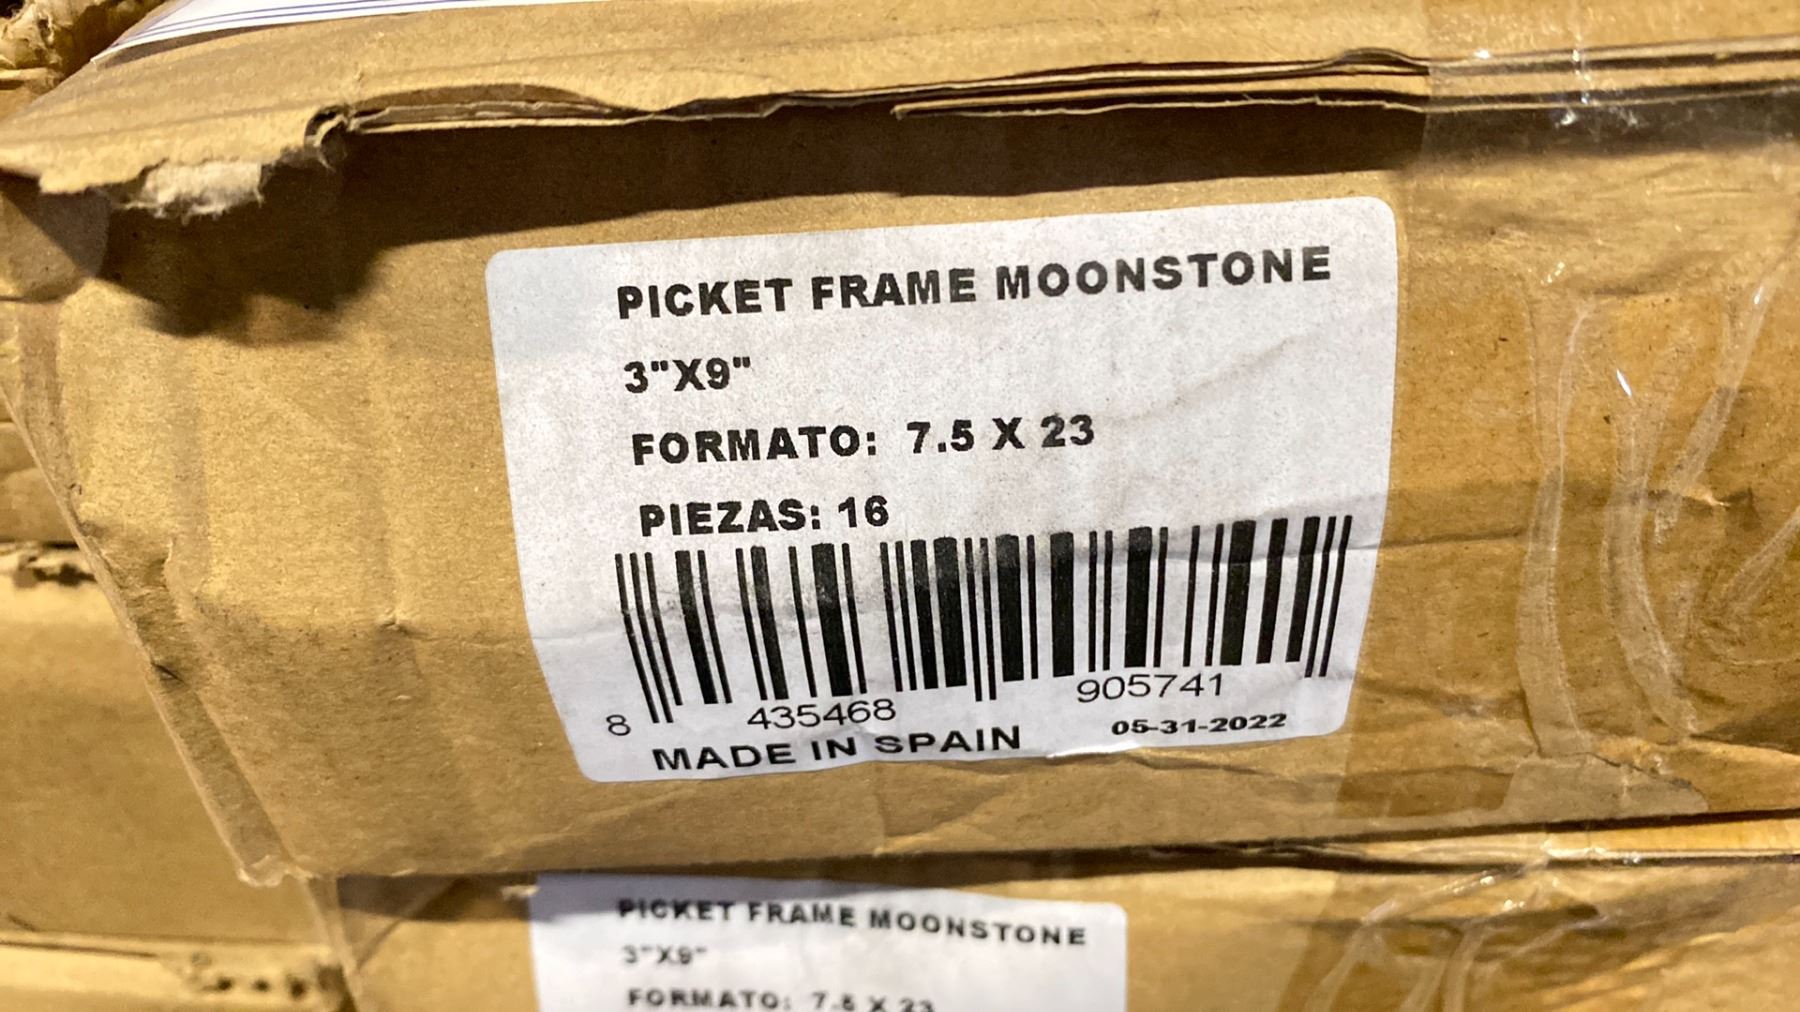 PICKET FRAME MOONSTONE
3"X9"
FORMATO: 7.5 X 23
PIEZAS: 16
8 435468 905741
MADE IN SPAIN 05-31-2022
PICKET FRAME MOONSTONE
3"X9"
FORMATO: 7.5 X 23